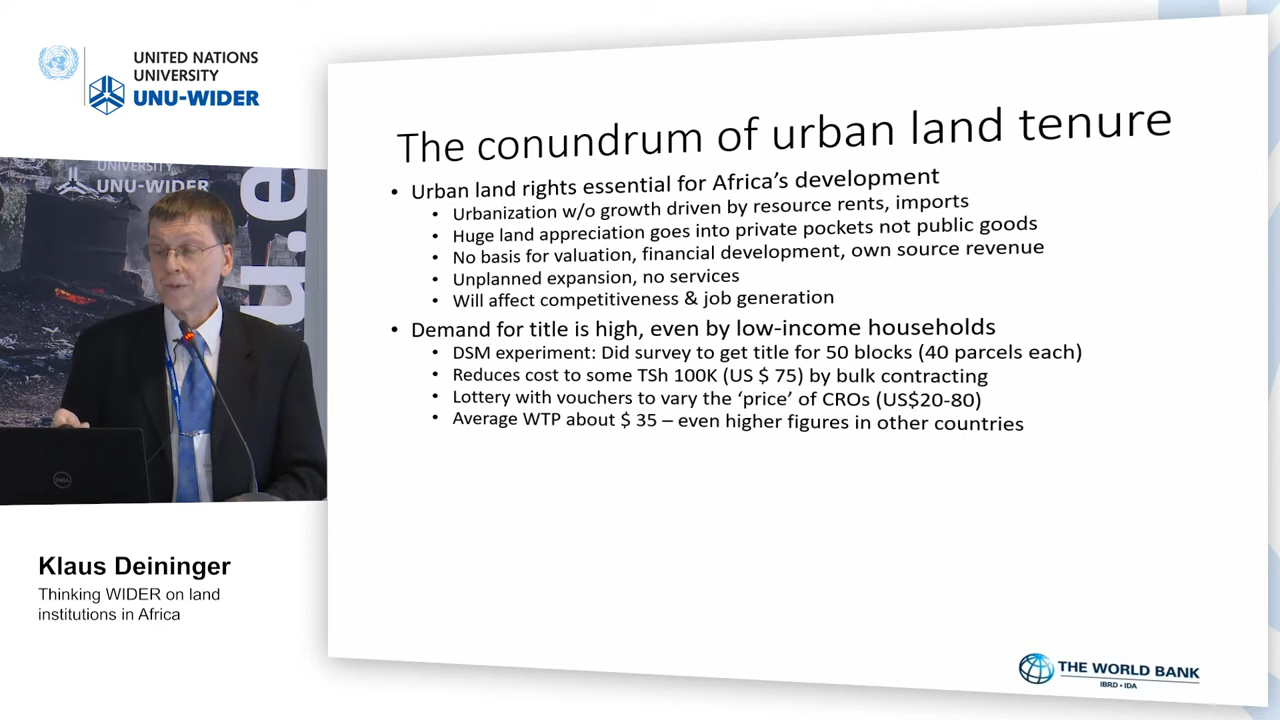 UNITED NATIONS
UNIVERSITY
UNU-WIDER
UNIVERSITY
UNU-WIDER
u.e
DELL
Klaus Deininger
Thinking WIDER on land
institutions in Africa
The conundrum of urban land tenure
• Urban land rights essential for Africa's development
• Urbanization w/o growth driven by resource rents, imports
• Huge land appreciation goes into private pockets not public goods
• No basis for valuation, financial development, own source revenue
• Unplanned expansion, no services
• Will affect competitiveness & job generation
• Demand for title is high, even by low-income households
• DSM experiment: Did survey to get title for 50 blocks (40 parcels each)
• Reduces cost to some TSh 100K (US $ 75) by bulk contracting
• Lottery with vouchers to vary the 'price' of CROs (US$20-80)
• Average WTP about $ 35 – even higher figures in other countries
THE WORLD BANK
IBRD • IDA